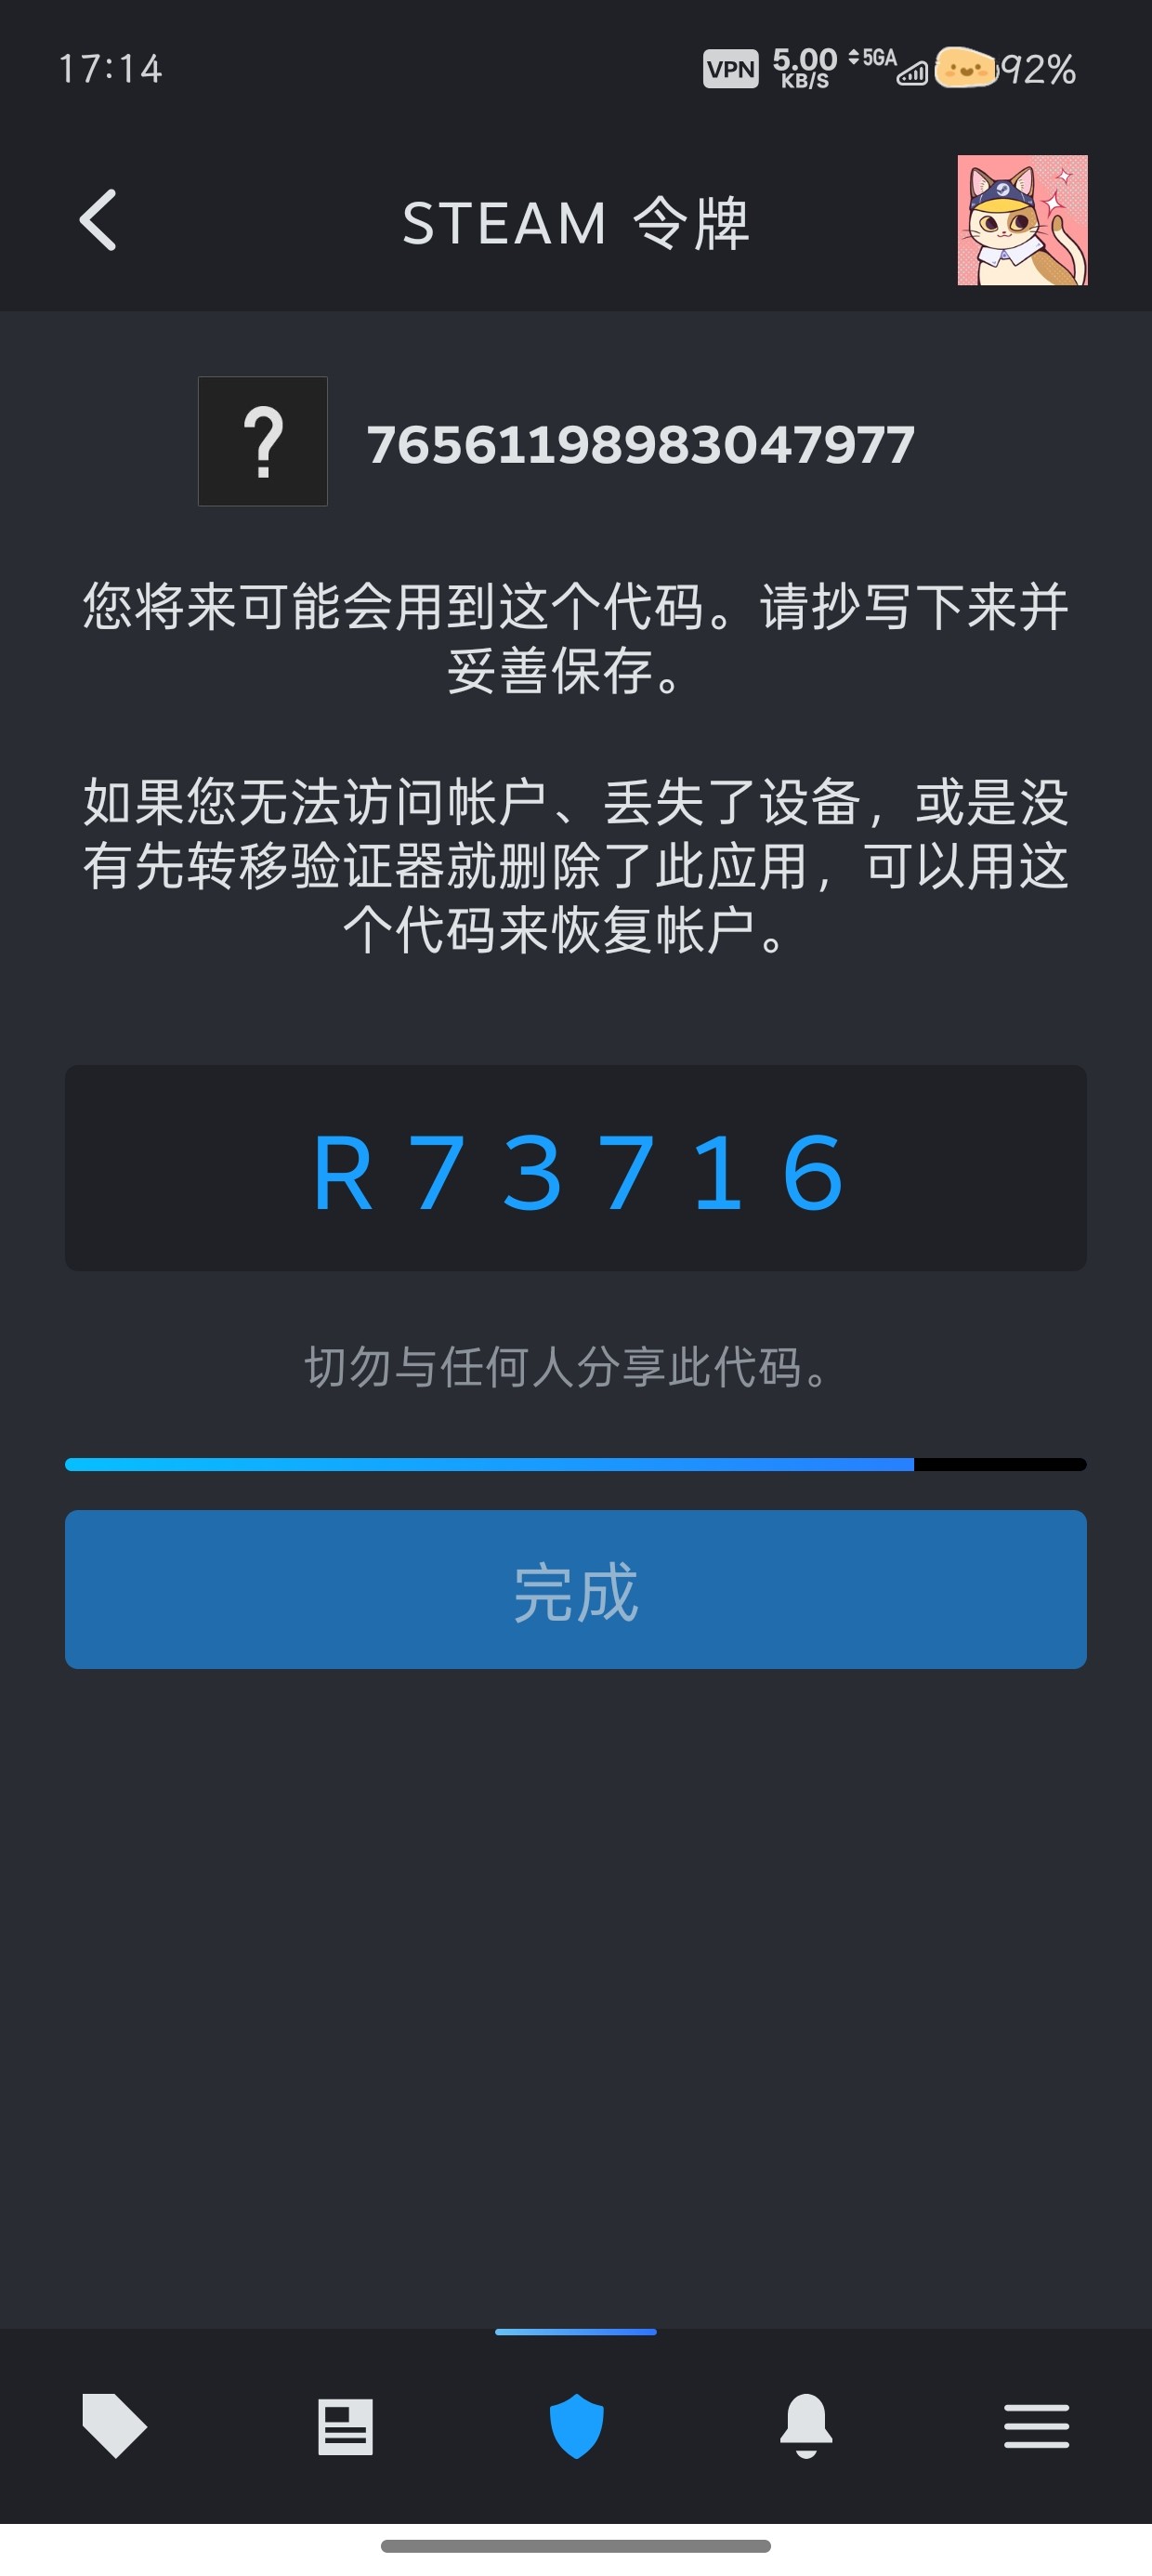 17:14
VPN 5.00 KB/S 5GA 92%
STEAM 令牌
?
76561198983047977
您将来可能会用到这个代码。请抄写下来并
妥善保存。
如果您无法访问帐户、丢失了设备，或是没
有先转移验证器就删除了此应用，可以用这
个代码来恢复帐户。
R73716
切勿与任何人分享此代码。
完成